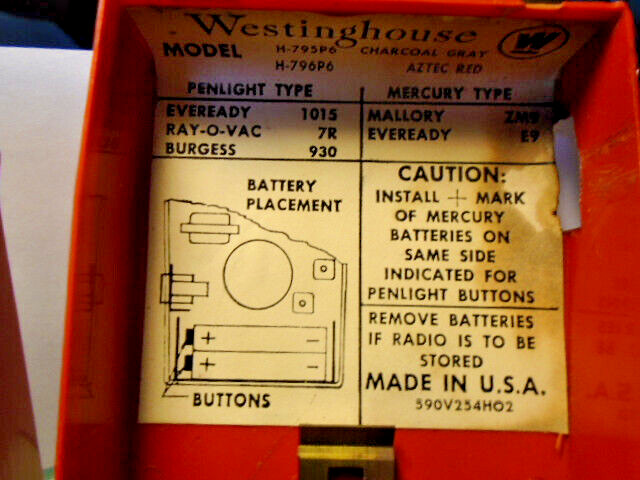 Westinghouse
W
MODEL H-795P6 CHARCOAL GRAY
H-796P6 AZTEC RED
PENLIGHT TYPE
EVEREADY 1015
RAY-O-VAC 7R
BURGESS 930
MERCURY TYPE
MALLORY ZM9
EVEREADY E9
BATTERY
PLACEMENT
+ −
+ −
BUTTONS
CAUTION:
INSTALL + MARK
OF MERCURY
BATTERIES ON
SAME SIDE
INDICATED FOR
PENLIGHT BUTTONS
REMOVE BATTERIES
IF RADIO IS TO BE
STORED
MADE IN U.S.A.
590V254H02